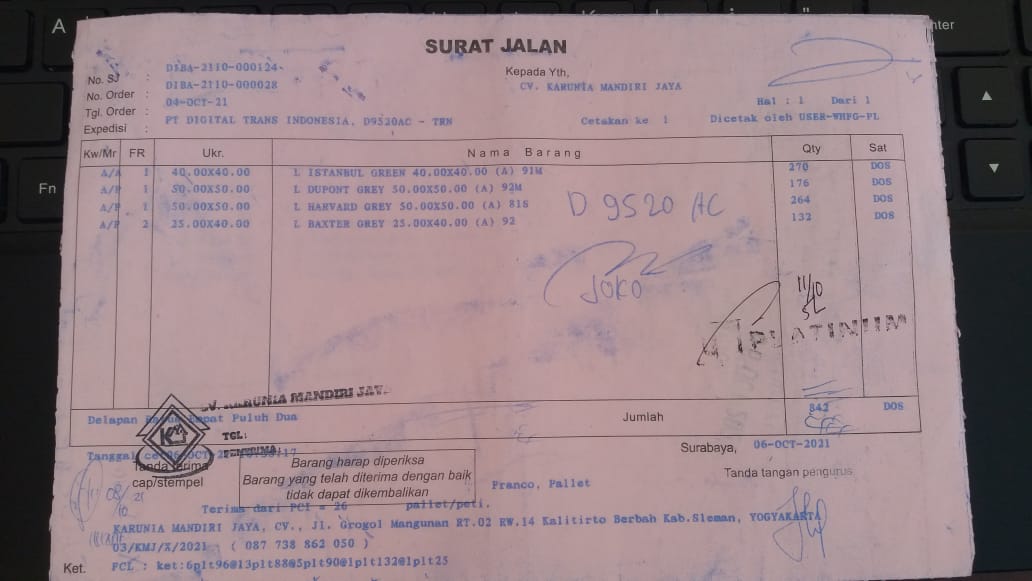 SURAT JALAN
No. SJ : DIBA-2110-000124-
No. Order : DIBA-2110-000028
Tgl. Order : 04-OCT-21
Expedisi : PT DIGITAL TRANS INDONESIA, D9520AC - TRN
Kepada Yth,
CV. KARUNIA MANDIRI JAYA
Hal : 1 Dari 1
Cetakan ke 1 Dicetak oleh USER-WHFG-PL
Kw/Mr FR Ukr. Nama Barang Qty Sat
A/A 1 40.00X40.00 L ISTANBUL GREEN 40.00X40.00 (A) 91M 270 DOS
A/P 1 50.00X50.00 L DUPONT GREY 50.00X50.00 (A) 92M 176 DOS
A/P 1 50.00X50.00 L HARVARD GREY 50.00X50.00 (A) 81S 264 DOS
A/P 2 25.00X40.00 L BAXTER GREY 25.00X40.00 (A) 92 132 DOS
D 9520 AC
JOKO
11/10
PLATINUM
CV. KARUNIA MANDIRI JAYA
TGL:
PENERIMA:
Delapan Empat Puluh Dua
Jumlah 842 DOS
Surabaya, 06-OCT-2021
Tanggal
Tanda terima
cap/stempel
Barang harap diperiksa
Barang yang telah diterima dengan baik
tidak dapat dikembalikan
Tanda tangan pengurus
Franco, Pallet
Terima dari PCI = 26 pallet/peti.
KARUNIA MANDIRI JAYA, CV., Jl. Grogol Mangunan RT.02 RW.14 Kalitirto Berbah Kab.Sleman, YOGYAKARTA
03/KMJ/X/2021 ( 087 738 862 050 )
Ket. FCL : ket:6plt96@13plt88@5plt90@1plt132@1plt25